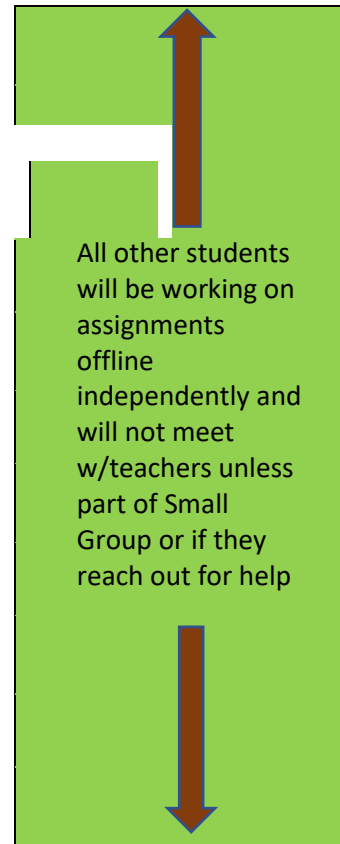 All other students
will be working on
assignments
offline
independently and
will not meet
w/teachers unless
part of Small
Group or if they
reach out for help